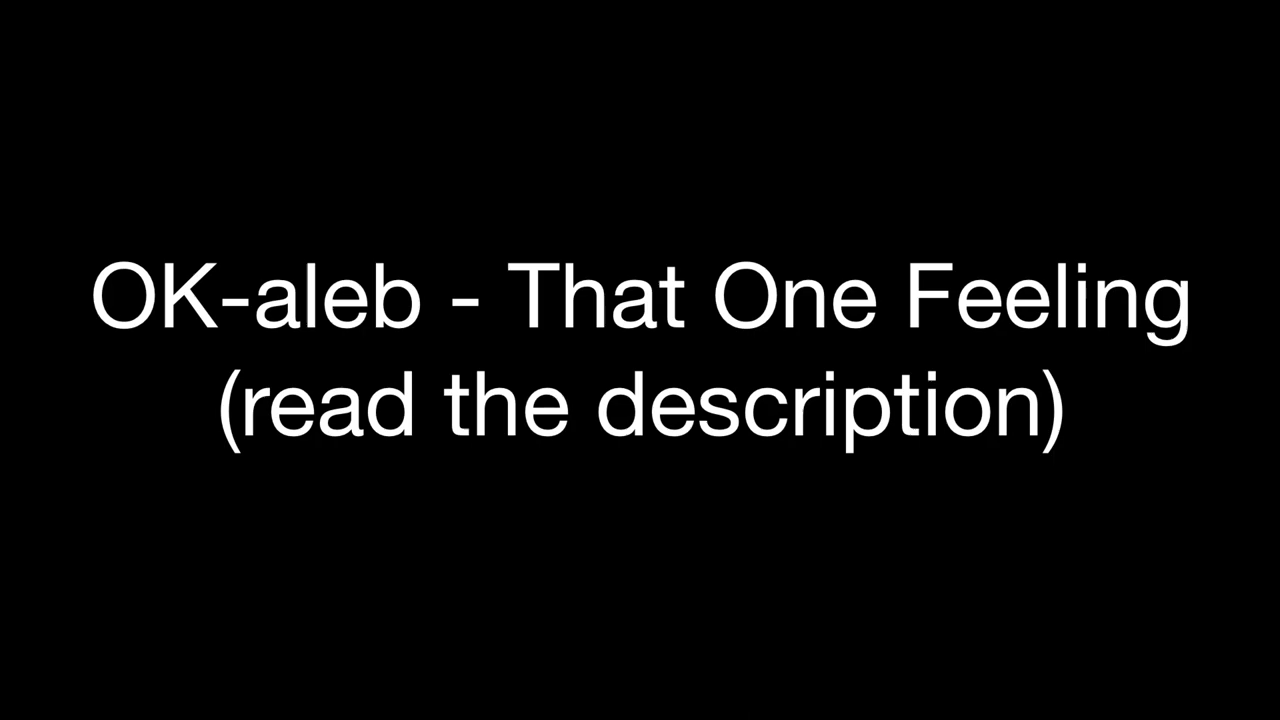 OK-aleb - That One Feeling
(read the description)